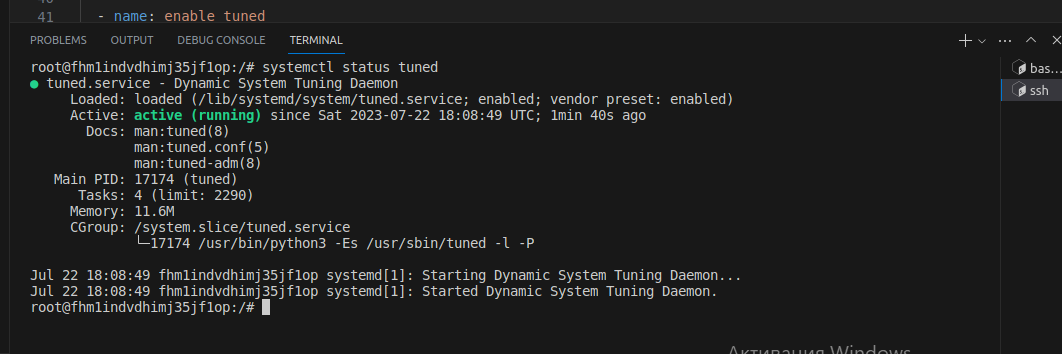 41 - name: enable tuned
PROBLEMS OUTPUT DEBUG CONSOLE TERMINAL
root@fhm1indvdhimj35jf1op:/# systemctl status tuned
● tuned.service - Dynamic System Tuning Daemon
Loaded: loaded (/lib/systemd/system/tuned.service; enabled; vendor preset: enabled)
Active: active (running) since Sat 2023-07-22 18:08:49 UTC; 1min 40s ago
Docs: man:tuned(8)
man:tuned.conf(5)
man:tuned-adm(8)
Main PID: 17174 (tuned)
Tasks: 4 (limit: 2290)
Memory: 11.6M
CGroup: /system.slice/tuned.service
└─17174 /usr/bin/python3 -Es /usr/sbin/tuned -l -P
Jul 22 18:08:49 fhm1indvdhimj35jf1op systemd[1]: Starting Dynamic System Tuning Daemon...
Jul 22 18:08:49 fhm1indvdhimj35jf1op systemd[1]: Started Dynamic System Tuning Daemon.
root@fhm1indvdhimj35jf1op:/#
bas...
ssh
Активация Windows